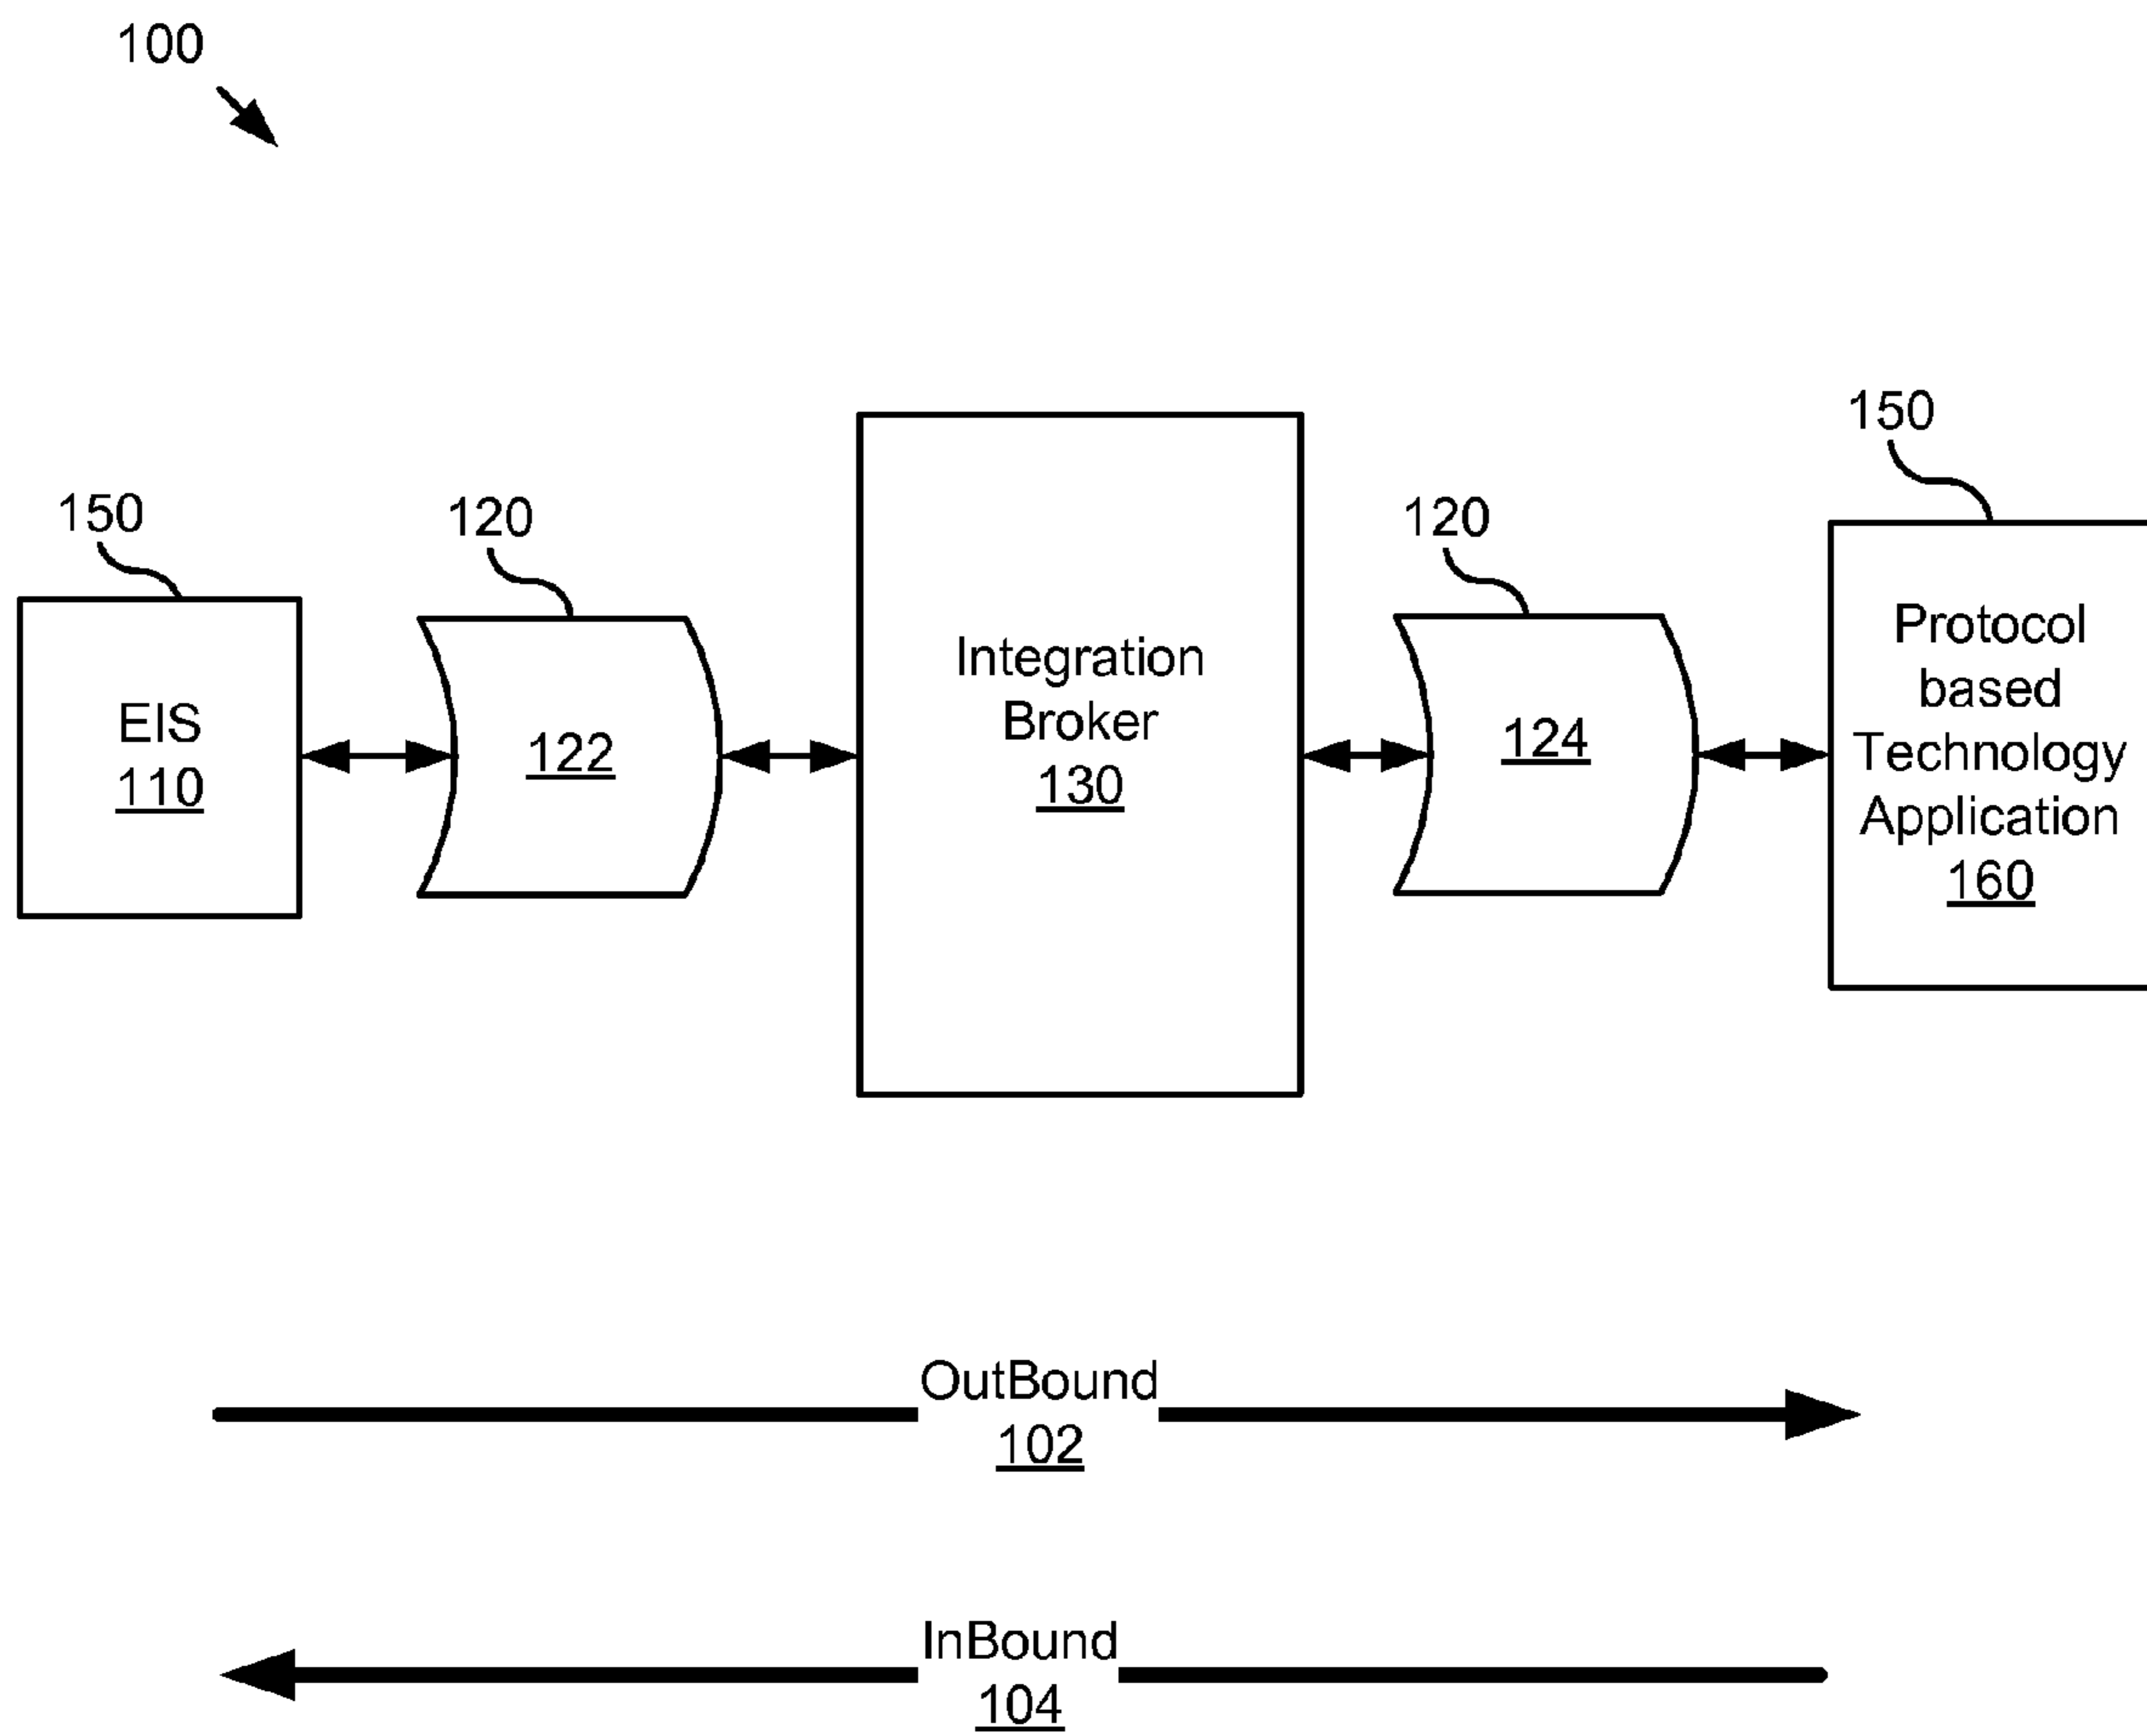 100
150
120
150
120
EIS
110
122
Integration
Broker
130
124
Protocol
based
Technology
Application
160
OutBound
102
InBound
104